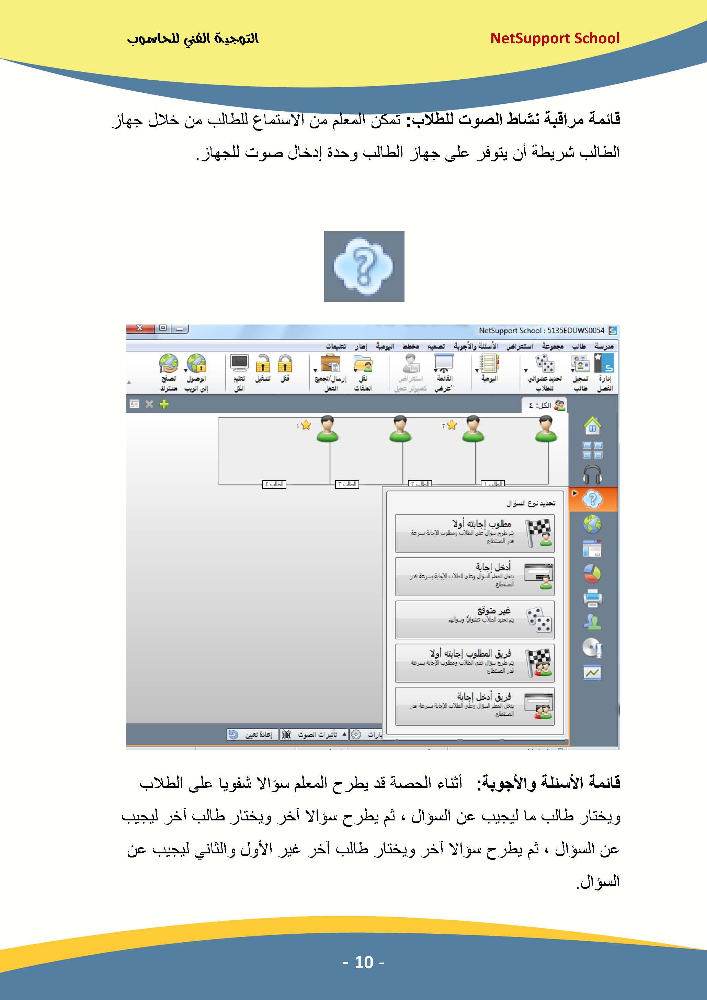 NetSupport School
التوجية الفني للحاسوب
قائمة مراقبة نشاط الصوت للطلاب: تمكن المعلم من الاستماع للطالب من خلال جهاز
الطالب شريطة أن يتوفر على جهاز الطالب وحدة إدخال صوت للجهاز.
NetSupport School : 5135EDUWS0054
مدرسة طالب مجموعة استعراض الأسئلة والأجوبة تصميم مخطط اليومية إطار تعليمات
إدارة الفصل
تسجيل طالب
تحديد عشوائي للطلاب
اليومية
القائمة عرض''
استعراض كمبيوتر عميل
نقل الملفات
إرسال/تجميع العمل
قفل
تشغيل
تعتيم الكل
الوصول إلى الويب
تصفح مشترك
الكل: ٤
٣
١
الطالب ١
الطالب ٢
الطالب ٣
الطالب ٤
تحديد نوع السؤال
مطلوب إجابته أولا
يتم طرح سؤال على الطلاب ومطلوب الإجابة بسرعة
قدر المستطاع
أدخل إجابة
يدخل المعلم السؤال وعلى الطلاب الإجابة بسرعة قدر
المستطاع
غير متوقع
يتم تحديد الطلاب عشوائيًا وسؤالهم
فريق المطلوب إجابته أولا
يتم طرح سؤال على الطلاب ومطلوب الإجابة بسرعة
قدر المستطاع
فريق أدخل إجابة
يدخل المعلم السؤال وعلى الطلاب الإجابة بسرعة قدر
المستطاع
يارات
تأثيرات الصوت
إعادة تعيين
قائمة الأسئلة والأجوبة: أثناء الحصة قد يطرح المعلم سؤالا شفويا على الطلاب
ويختار طالب ما ليجيب عن السؤال ، ثم يطرح سؤالا آخر ويختار طالب آخر ليجيب
عن السؤال ، ثم يطرح سؤالا آخر ويختار طالب آخر غير الأول والثاني ليجيب عن
السؤال.
- 10 -